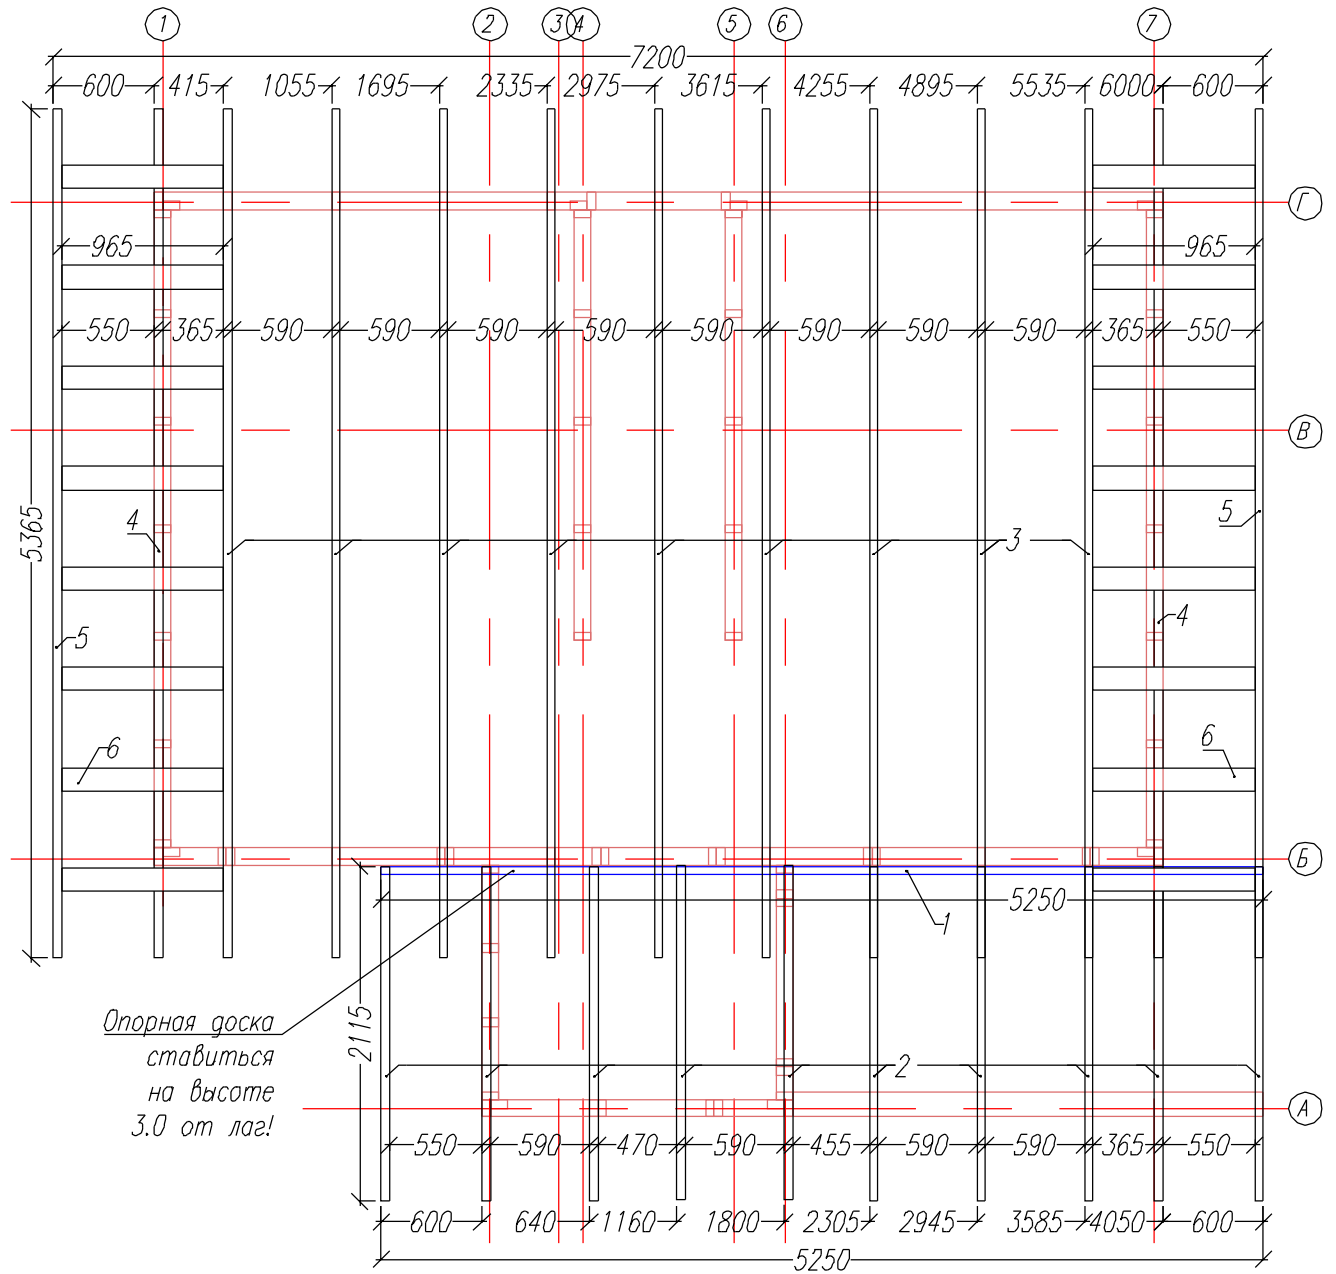 1 2 3 4 5 6 7
7200
600 415 1055 1695 2335 2975 3615 4255 4895 5535 6000 600
Г
965 965
550 365 590 590 590 590 590 590 590 590 365 550
В
5365
4 3 5
5 4
6 6
Б
5250
1
Опорная доска
ставиться
на высоте
3.0 от лаг!
2115
2
А
550 590 470 590 455 590 590 365 550
600 640 1160 1800 2305 2945 3585 4050 600
5250